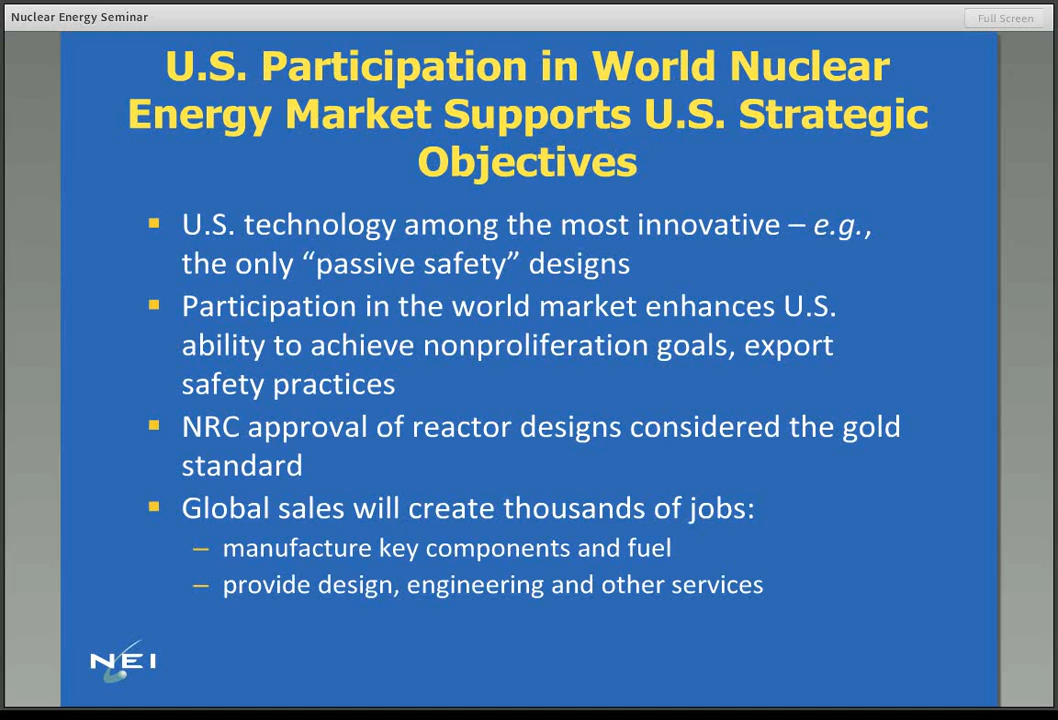 Nuclear Energy Seminar
Full Screen
U.S. Participation in World Nuclear
Energy Market Supports U.S. Strategic
Objectives
▪ U.S. technology among the most innovative – e.g.,
the only “passive safety” designs
▪ Participation in the world market enhances U.S.
ability to achieve nonproliferation goals, export
safety practices
▪ NRC approval of reactor designs considered the gold
standard
▪ Global sales will create thousands of jobs:
– manufacture key components and fuel
– provide design, engineering and other services
NEI